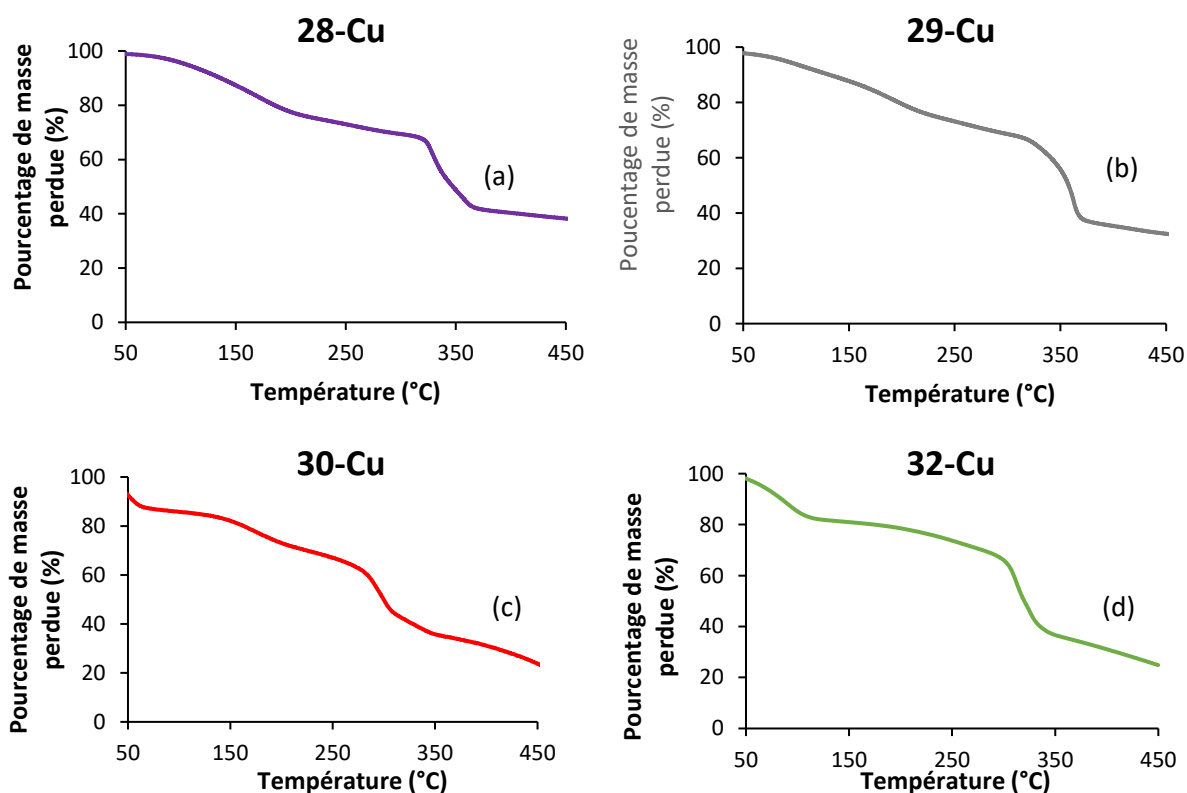 28-Cu
Pourcentage de masse
perdue (%)
100
80
60
40
20
0
(a)
50 150 250 350 450
Température (°C)
29-Cu
Poucentage de masse
perdue (%)
100
80
60
40
20
0
(b)
50 150 250 350 450
Température (°C)
30-Cu
Pourcentage de masse
perdue (%)
100
80
60
40
20
0
(c)
50 150 250 350 450
Température (°C)
32-Cu
Pourcentage de masse
perdue (%)
100
80
60
40
20
0
(d)
50 150 250 350 450
Température (°C)